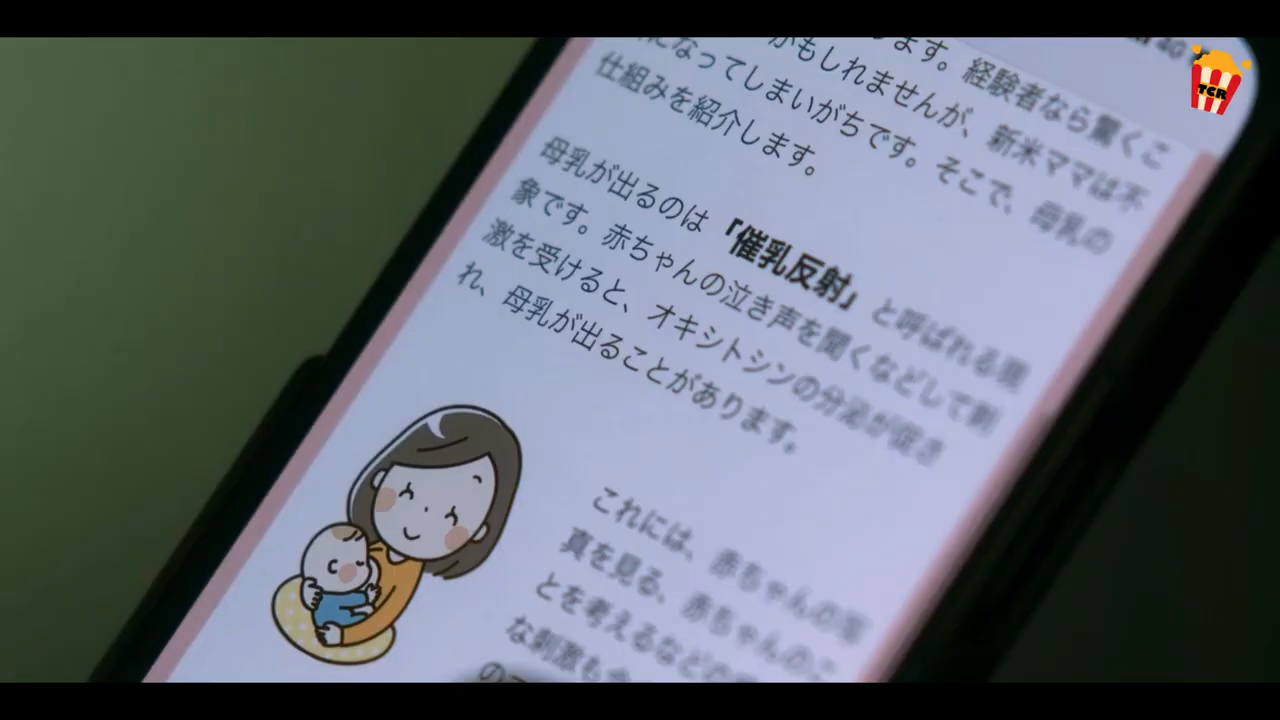 します。経験者なら驚くこ
かもしれませんが、新米ママは不
になってしまいがちです。そこで、母乳の
仕組みを紹介します。
母乳が出るのは「催乳反射」と呼ばれる現
象です。赤ちゃんの泣き声を聞くなどして刺
激を受けると、オキシトシンの分泌が促さ
れ、母乳が出ることがあります。
これには、赤ちゃんの写
真を見る、赤ちゃんのこ
とを考えるなどの
な刺激も
の
40
TCR